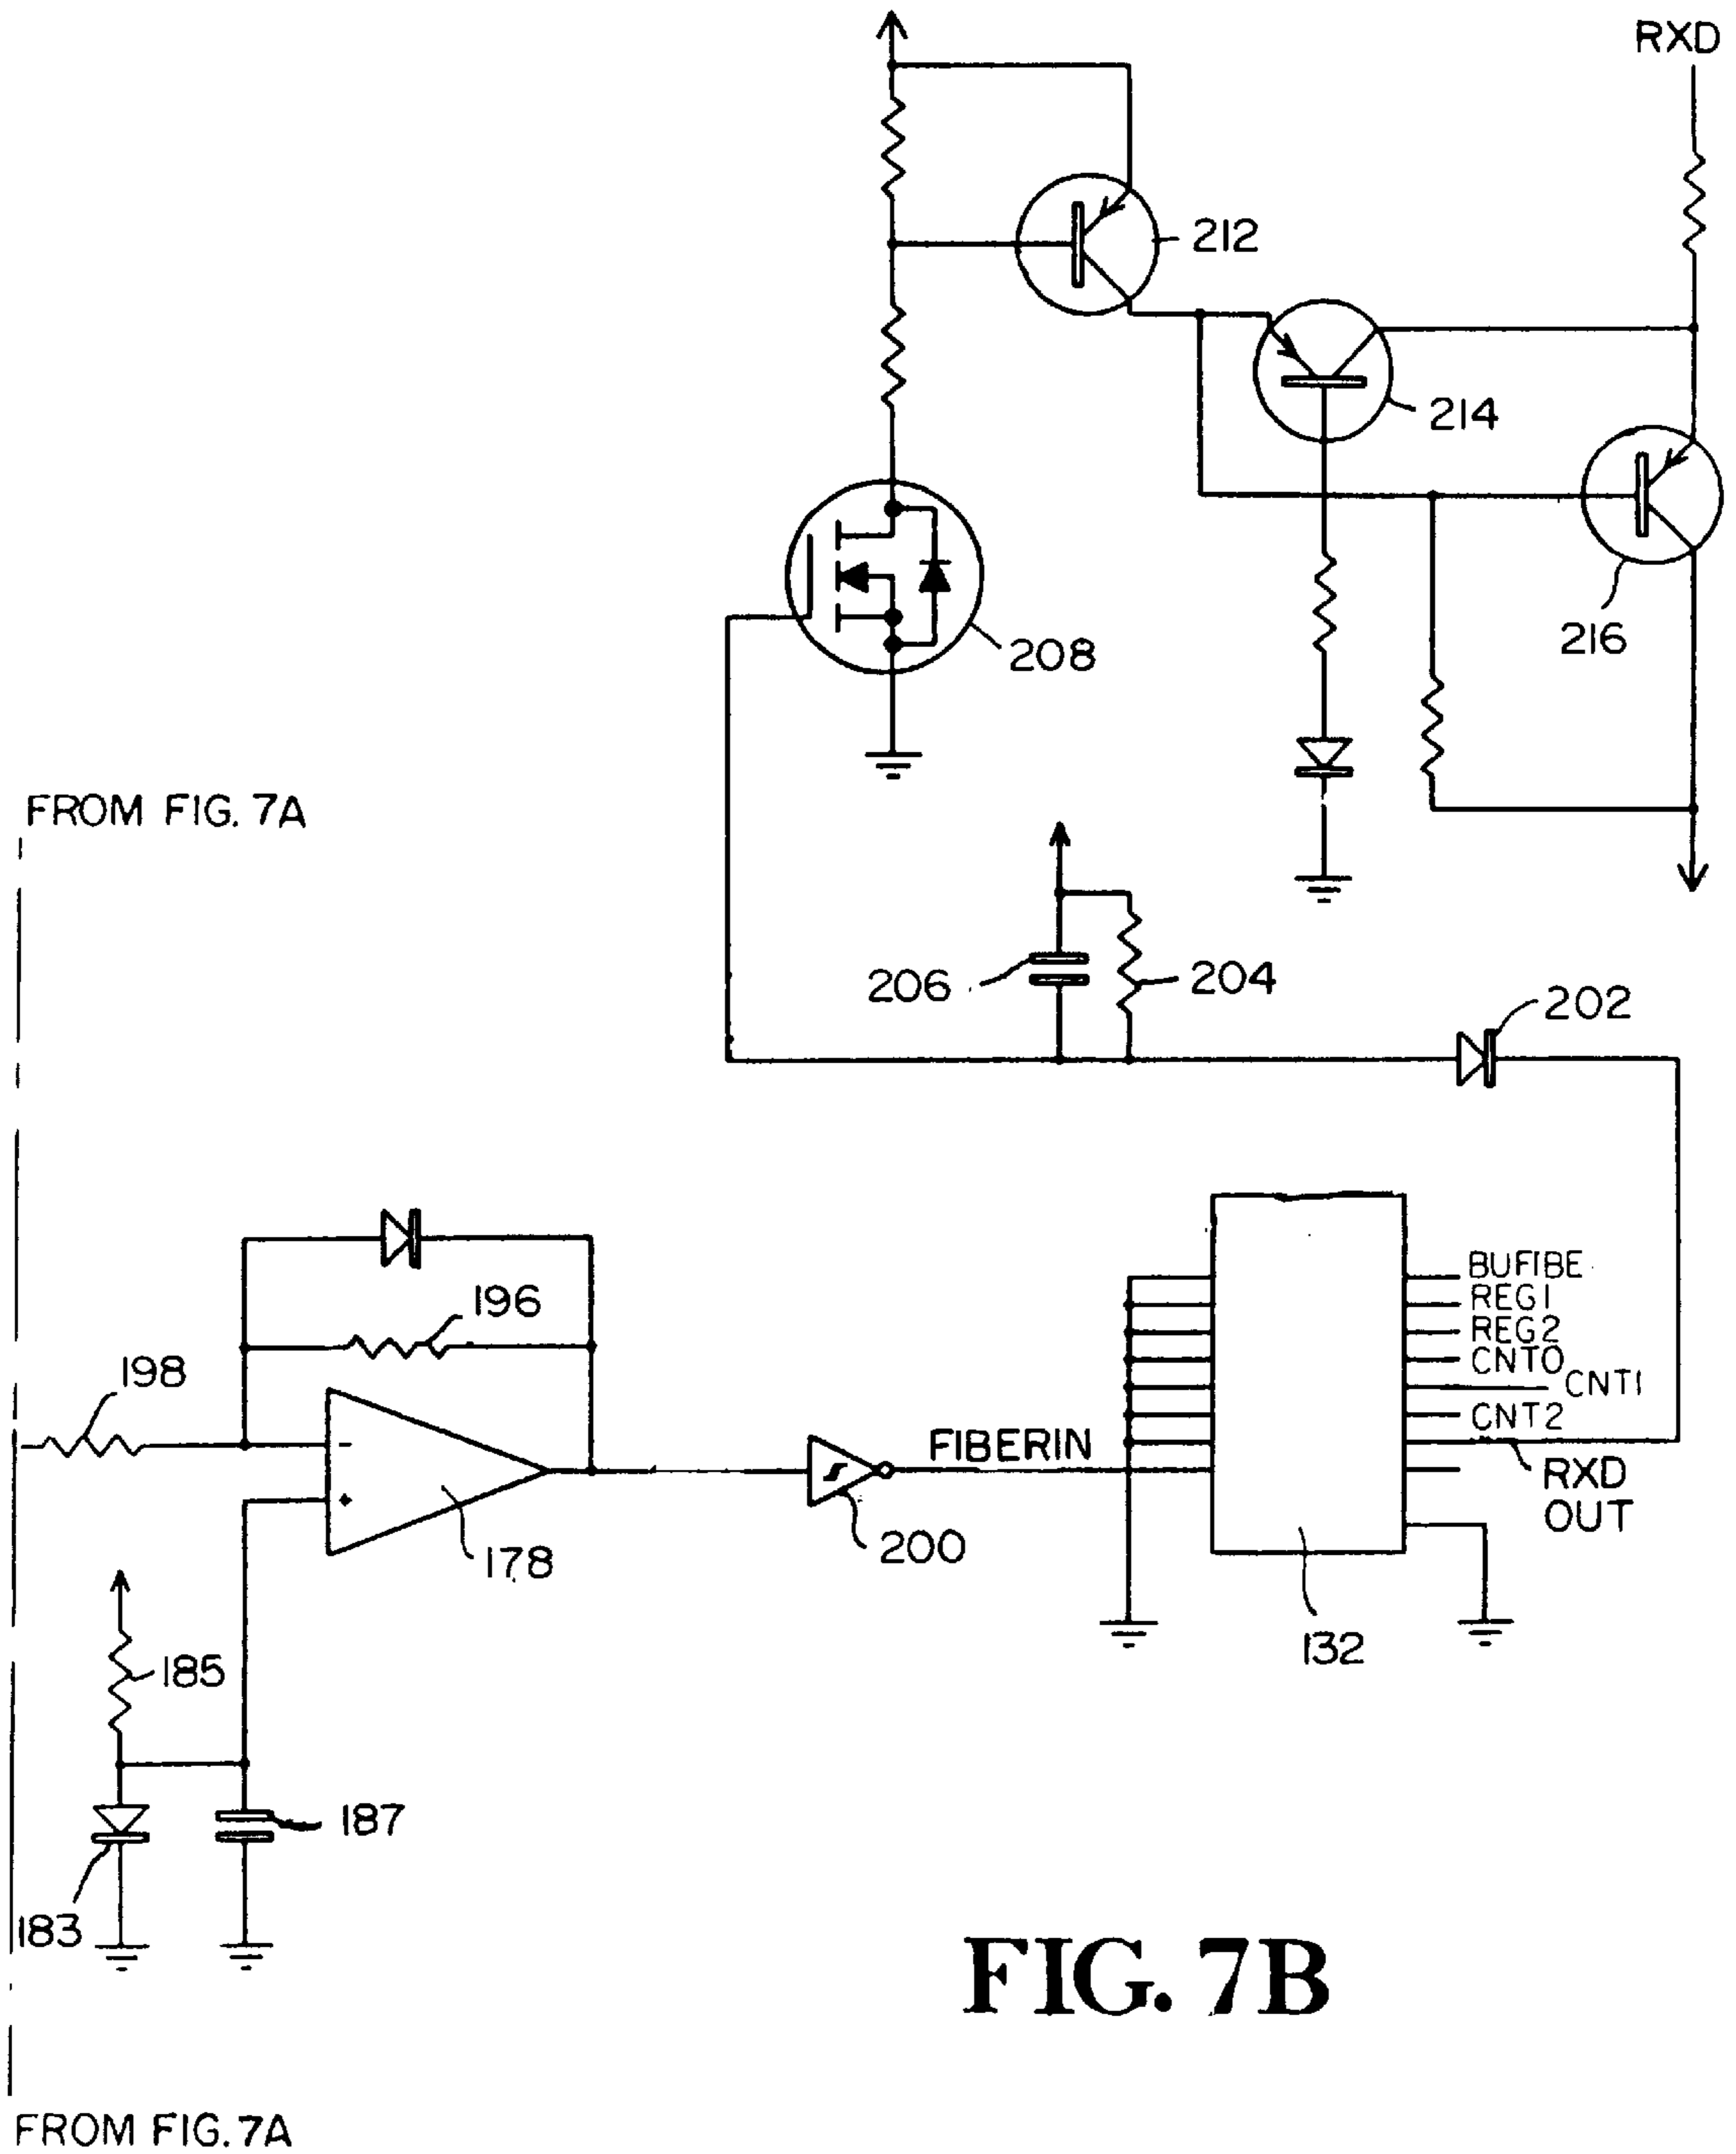 RXD
212
214
216
208
FROM FIG. 7A
206
204
202
BUFIBE
REG1
REG2
CNT0
CNT1
CNT2
RXD
OUT
196
198
FIBERIN
178
200
132
185
187
183
FIG. 7B
FROM FIG. 7A